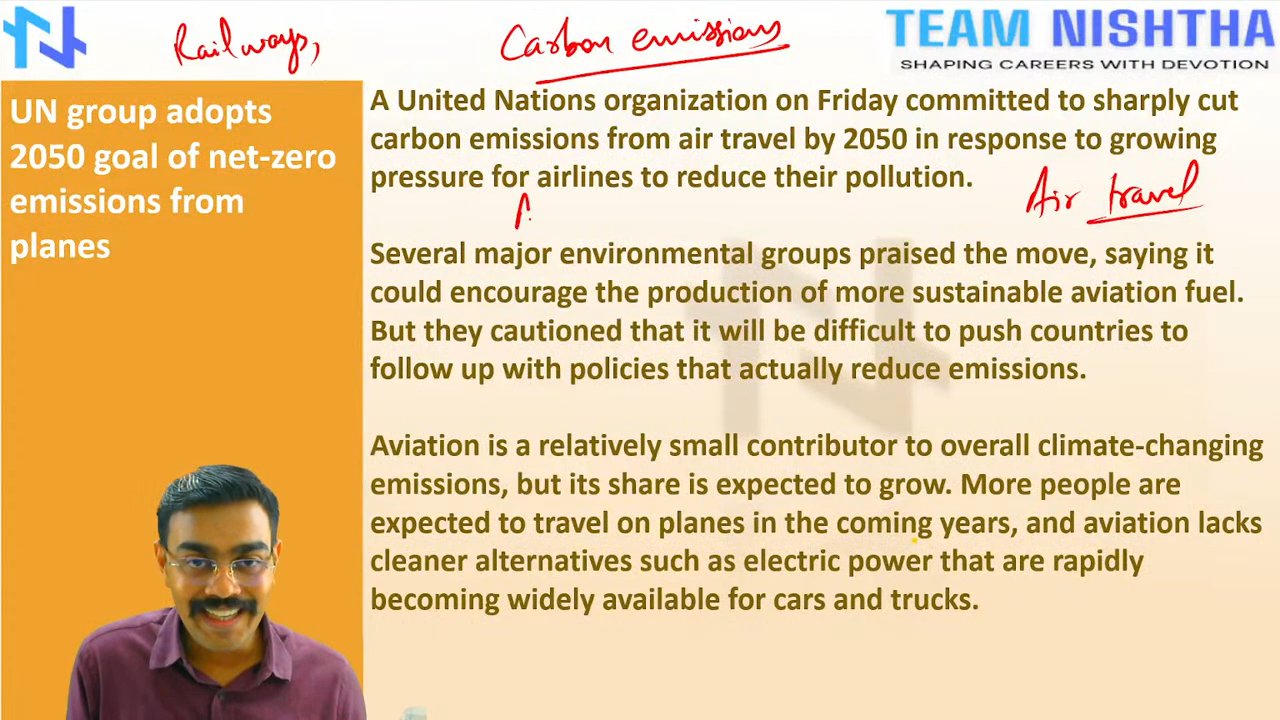 Railways,
Carbon emissions
TEAM NISHTHA
SHAPING CAREERS WITH DEVOTION
UN group adopts
2050 goal of net-zero
emissions from
planes
A United Nations organization on Friday committed to sharply cut
carbon emissions from air travel by 2050 in response to growing
pressure for airlines to reduce their pollution.
Air travel
Several major environmental groups praised the move, saying it
could encourage the production of more sustainable aviation fuel.
But they cautioned that it will be difficult to push countries to
follow up with policies that actually reduce emissions.
Aviation is a relatively small contributor to overall climate-changing
emissions, but its share is expected to grow. More people are
expected to travel on planes in the coming years, and aviation lacks
cleaner alternatives such as electric power that are rapidly
becoming widely available for cars and trucks.